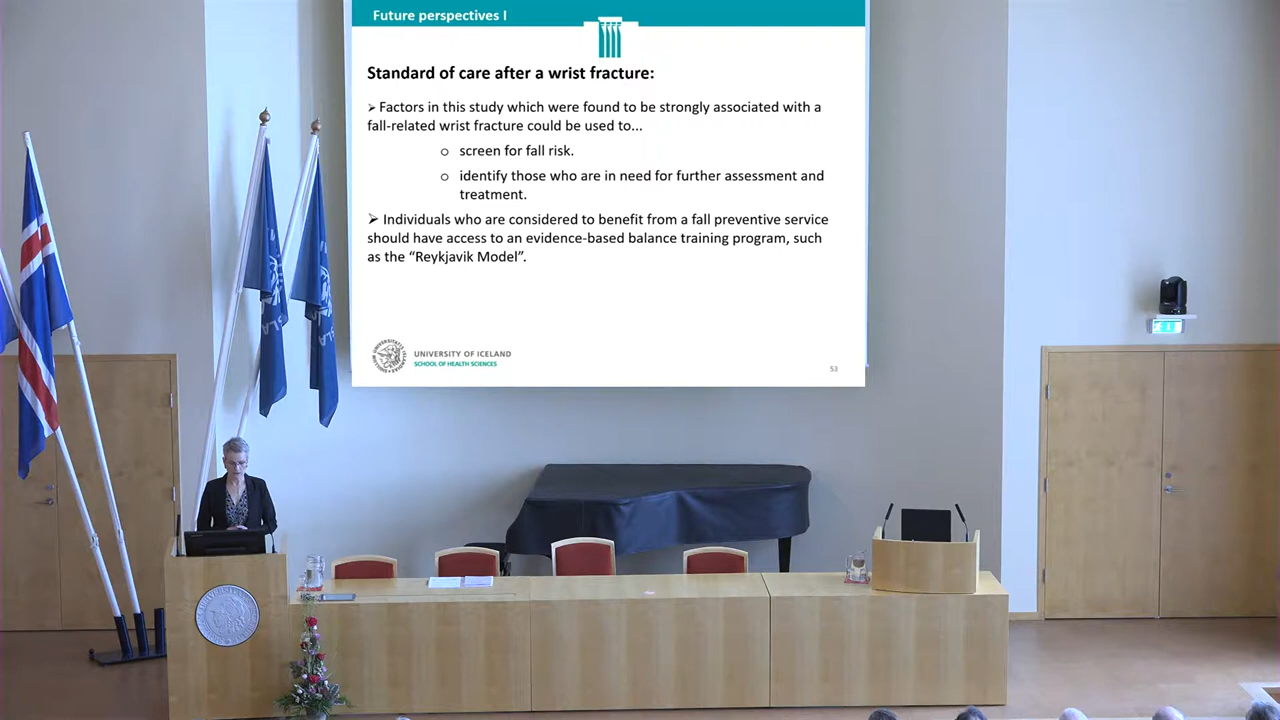 Future perspectives I
Standard of care after a wrist fracture:
➢ Factors in this study which were found to be strongly associated with a
fall-related wrist fracture could be used to...
o screen for fall risk.
o identify those who are in need for further assessment and
treatment.
➢ Individuals who are considered to benefit from a fall preventive service
should have access to an evidence-based balance training program, such
as the “Reykjavik Model”.
UNIVERSITY OF ICELAND
SCHOOL OF HEALTH SCIENCES
53